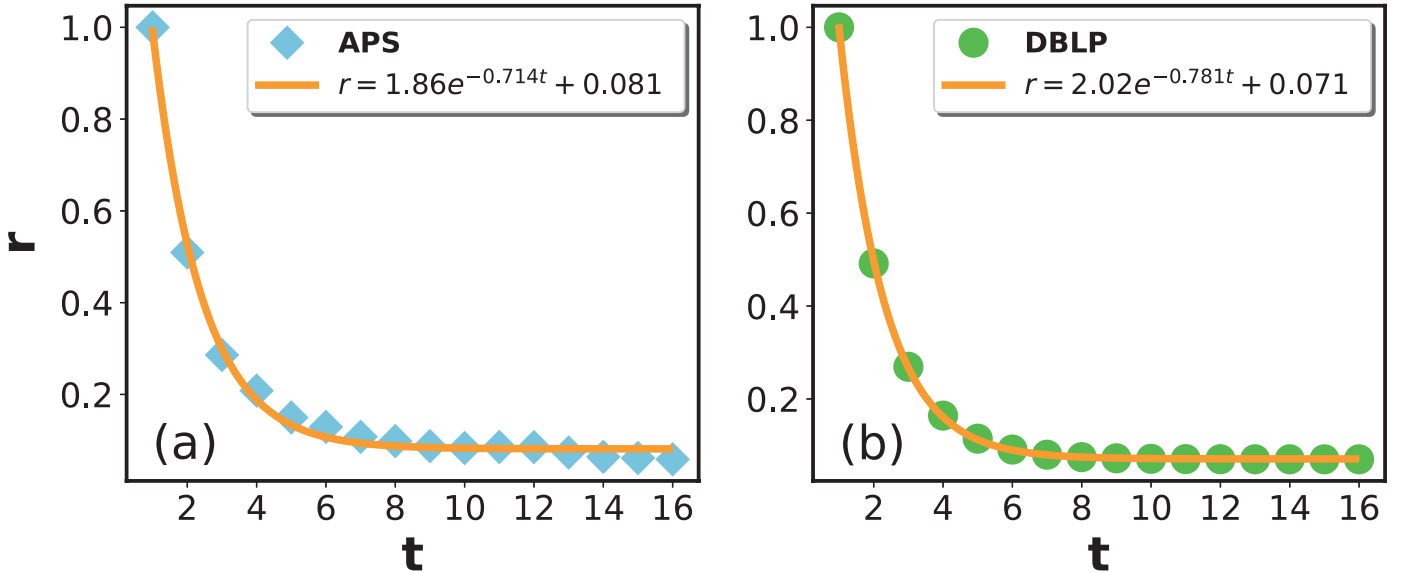 r
1.0
0.8
0.6
0.4
0.2
APS
r = 1.86e^{-0.714t} + 0.081
(a)
2 4 6 8 10 12 14 16
t
1.0
0.8
0.6
0.4
0.2
DBLP
r = 2.02e^{-0.781t} + 0.071
(b)
2 4 6 8 10 12 14 16
t